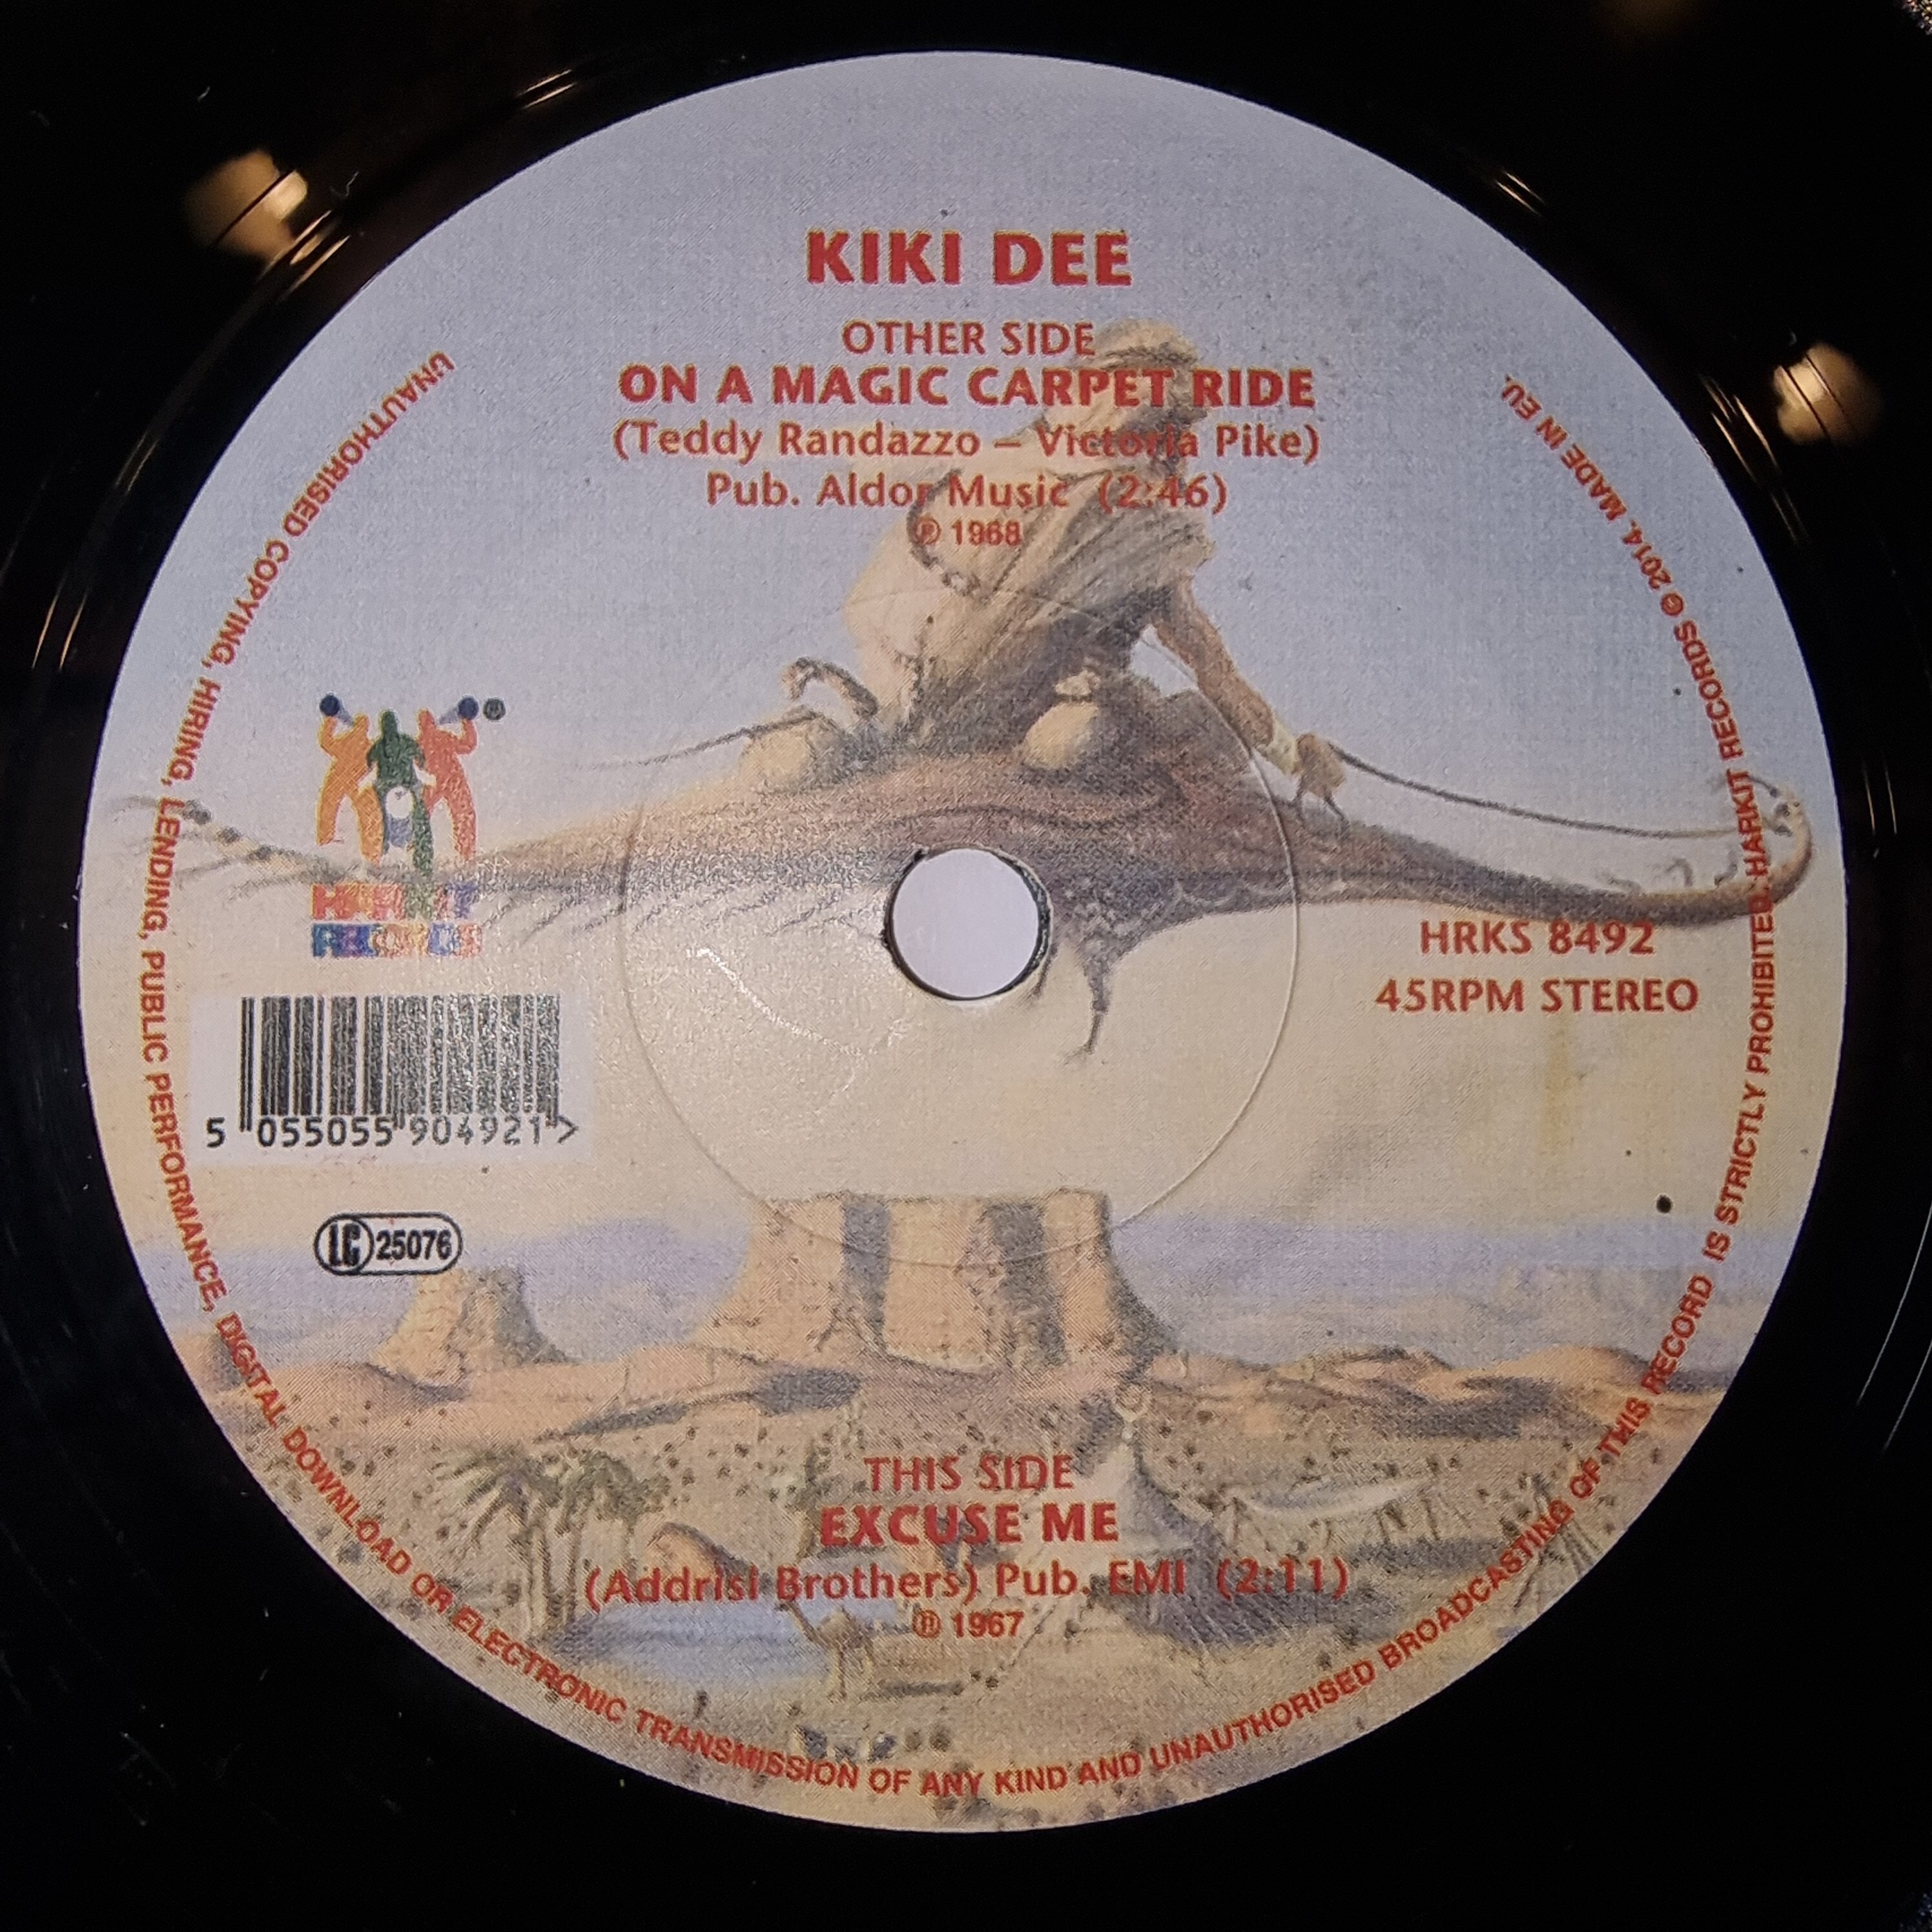 KIKI DEE
OTHER SIDE
ON A MAGIC CARPET RIDE
(Teddy Randazzo – Victoria Pike)
Pub. Aldor Music (2:46)
℗ 1968
®
HARKIT
RECORDS
HRKS 8492
45RPM STEREO
5 055055 904921 >
LC 25076
THIS SIDE
EXCUSE ME
(Addrisi Brothers) Pub. EMI (2:11)
℗ 1967
UNAUTHORISED COPYING, HIRING, LENDING, PUBLIC PERFORMANCE, DIGITAL DOWNLOAD OR ELECTRONIC TRANSMISSION OF ANY KIND AND UNAUTHORISED BROADCASTING OF THIS RECORD IS STRICTLY PROHIBITED. HARKIT RECORDS © 2014. MADE IN EU.